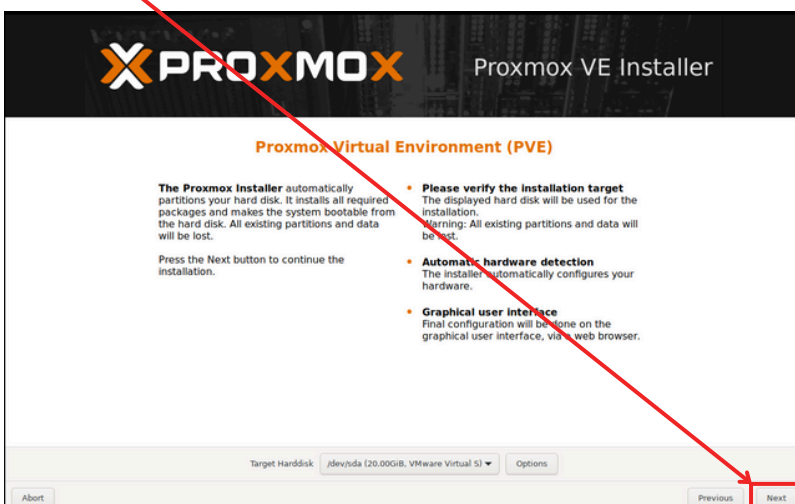 PROXMOX
Proxmox VE Installer
Proxmox Virtual Environment (PVE)
The Proxmox Installer automatically
partitions your hard disk. It installs all required
packages and makes the system bootable from
the hard disk. All existing partitions and data
will be lost.
Press the Next button to continue the
installation.
• Please verify the installation target
The displayed hard disk will be used for the
installation.
Warning: All existing partitions and data will
be lost.
• Automatic hardware detection
The installer automatically configures your
hardware.
• Graphical user interface
Final configuration will be done on the
graphical user interface, via a web browser.
Target Harddisk /dev/sda (20.00GiB, VMware Virtual S) Options
Abort Previous Next